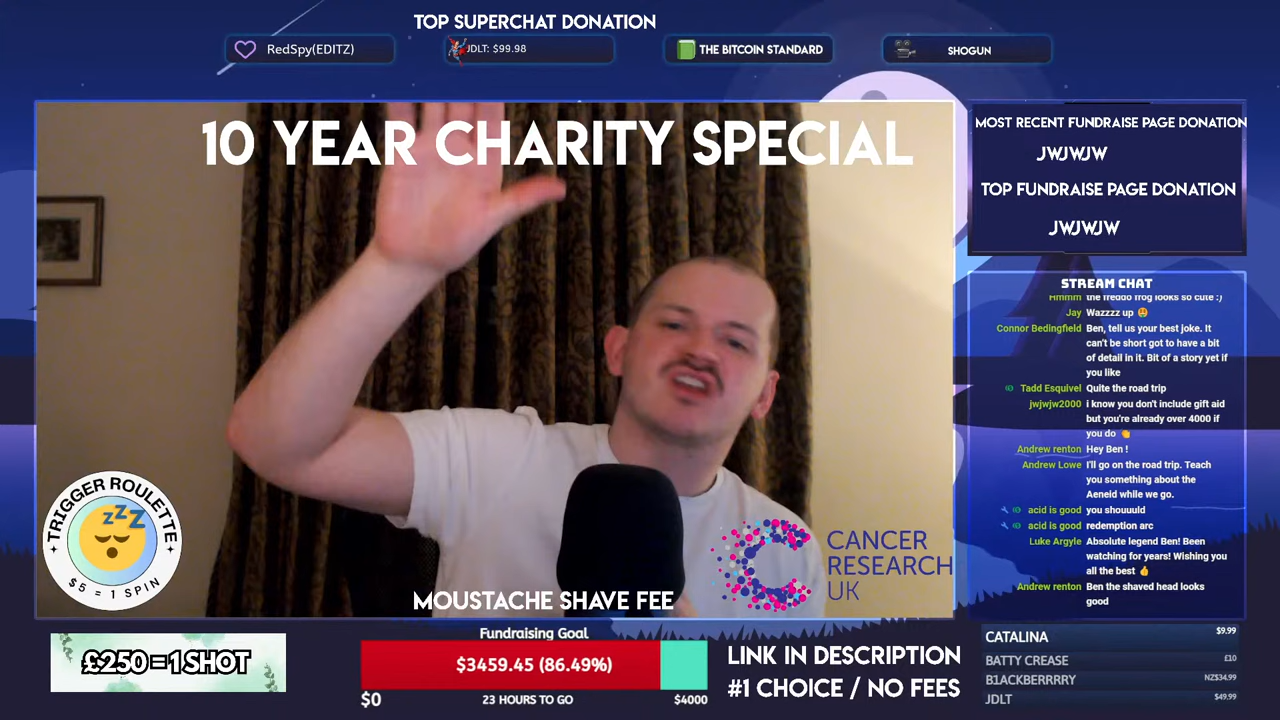 TOP SUPERCHAT DONATION
RedSpy(EDITZ)
JDLT: $99.98
THE BITCOIN STANDARD
SHOGUN
10 YEAR CHARITY SPECIAL
MOST RECENT FUNDRAISE PAGE DONATION
JWJWJW
TOP FUNDRAISE PAGE DONATION
JWJWJW
STREAM CHAT
Hmmm the freddo frog looks so cute :)
Jay Wazzzz up
Connor Bedingfield Ben, tell us your best joke. It
can't be short got to have a bit
of detail in it. Bit of a story yet if
you like
Tadd Esquivel Quite the road trip
jwjwjw2000 i know you don't include gift aid
but you're already over 4000 if
you do
Andrew renton Hey Ben !
Andrew Lowe I'll go on the road trip. Teach
you something about the
Aeneid while we go.
acid is good you shouuuld
acid is good redemption arc
Luke Argyle Absolute legend Ben! Been
watching for years! Wishing you
all the best
Andrew renton Ben the shaved head looks
good
TRIGGER ROULETTE
zzz
$5 = 1 SPIN
CANCER
RESEARCH
UK
MOUSTACHE SHAVE FEE
£250 = 1 SHOT
Fundraising Goal
$3459.45 (86.49%)
$0
23 HOURS TO GO
$4000
LINK IN DESCRIPTION
#1 CHOICE / NO FEES
CATALINA $9.99
BATTY CREASE £10
B1ACKBERRRRY NZ$34.99
JDLT $49.99